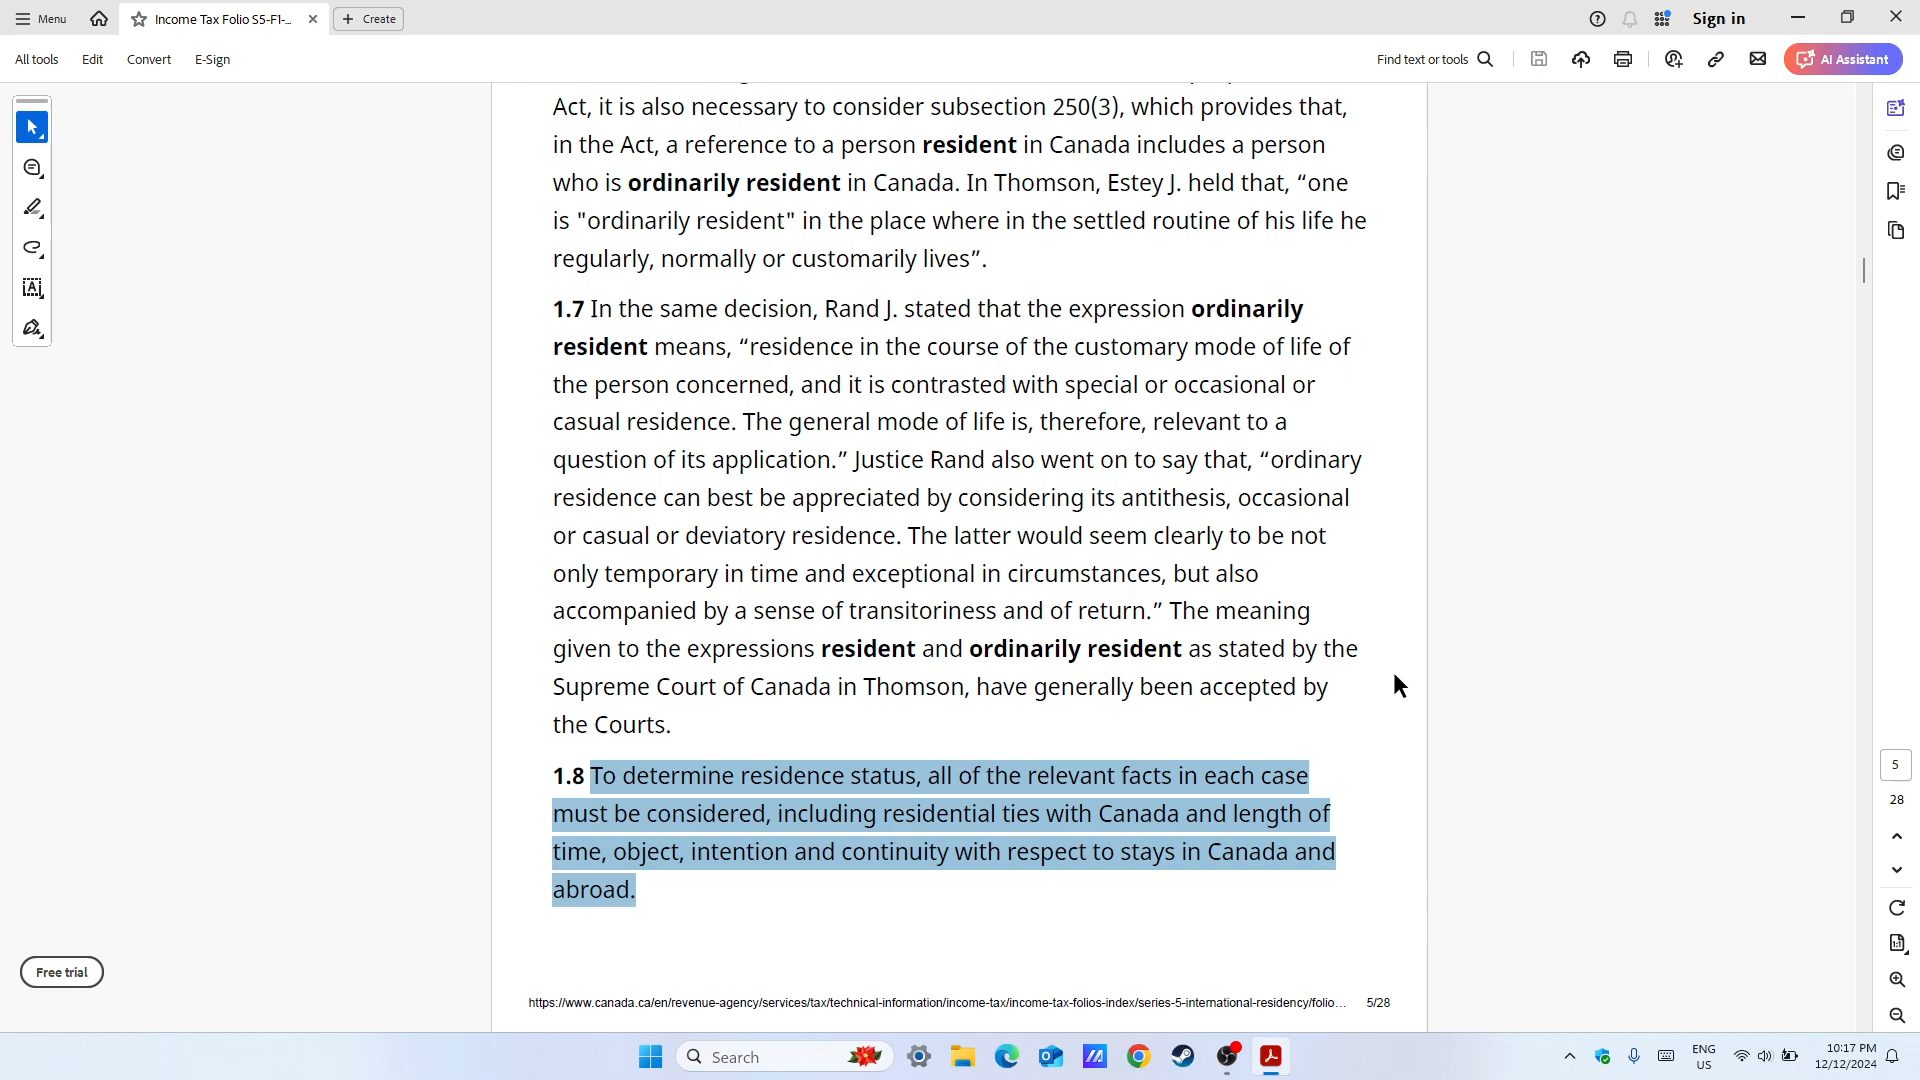 Menu
Income Tax Folio S5-F1-...
Create
Sign in
All tools
Edit
Convert
E-Sign
Find text or tools
AI Assistant
Act, it is also necessary to consider subsection 250(3), which provides that,
in the Act, a reference to a person resident in Canada includes a person
who is ordinarily resident in Canada. In Thomson, Estey J. held that, “one
is "ordinarily resident" in the place where in the settled routine of his life he
regularly, normally or customarily lives”.
1.7 In the same decision, Rand J. stated that the expression ordinarily
resident means, “residence in the course of the customary mode of life of
the person concerned, and it is contrasted with special or occasional or
casual residence. The general mode of life is, therefore, relevant to a
question of its application.” Justice Rand also went on to say that, “ordinary
residence can best be appreciated by considering its antithesis, occasional
or casual or deviatory residence. The latter would seem clearly to be not
only temporary in time and exceptional in circumstances, but also
accompanied by a sense of transitoriness and of return.” The meaning
given to the expressions resident and ordinarily resident as stated by the
Supreme Court of Canada in Thomson, have generally been accepted by
the Courts.
1.8 To determine residence status, all of the relevant facts in each case
must be considered, including residential ties with Canada and length of
time, object, intention and continuity with respect to stays in Canada and
abroad.
5
28
Free trial
https://www.canada.ca/en/revenue-agency/services/tax/technical-information/income-tax/income-tax-folios-index/series-5-international-residency/folio... 5/28
Search
ENG
US
10:17 PM
12/12/2024